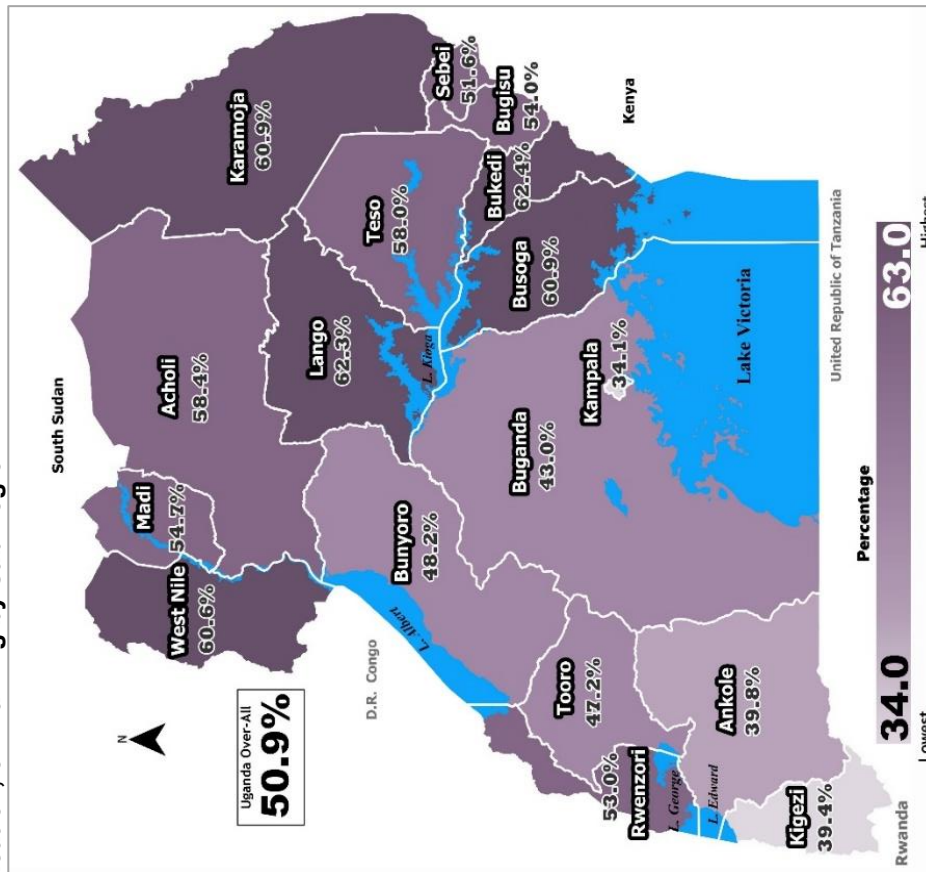 South Sudan
N
West Nile
60.6%
Madi
54.7%
Acholi
58.4%
Karamoja
60.9%
Uganda Over-All
50.9%
D.R. Congo
L. Albert
Lango
62.3%
Teso
58.0%
Sebei
51.6%
Bugisu
54.0%
Bukedi
62.4%
Kenya
Bunyoro
48.2%
L. Kioga
Busoga
60.9%
Buganda
43.0%
Kampala
34.1%
Tooro
47.2%
53.0%
Rwenzori
L. George
L. Edward
Ankole
39.8%
Kigezi
39.4%
Lake Victoria
Rwanda
United Republic of Tanzania
Percentage
34.0
63.0
Lowest
Highest